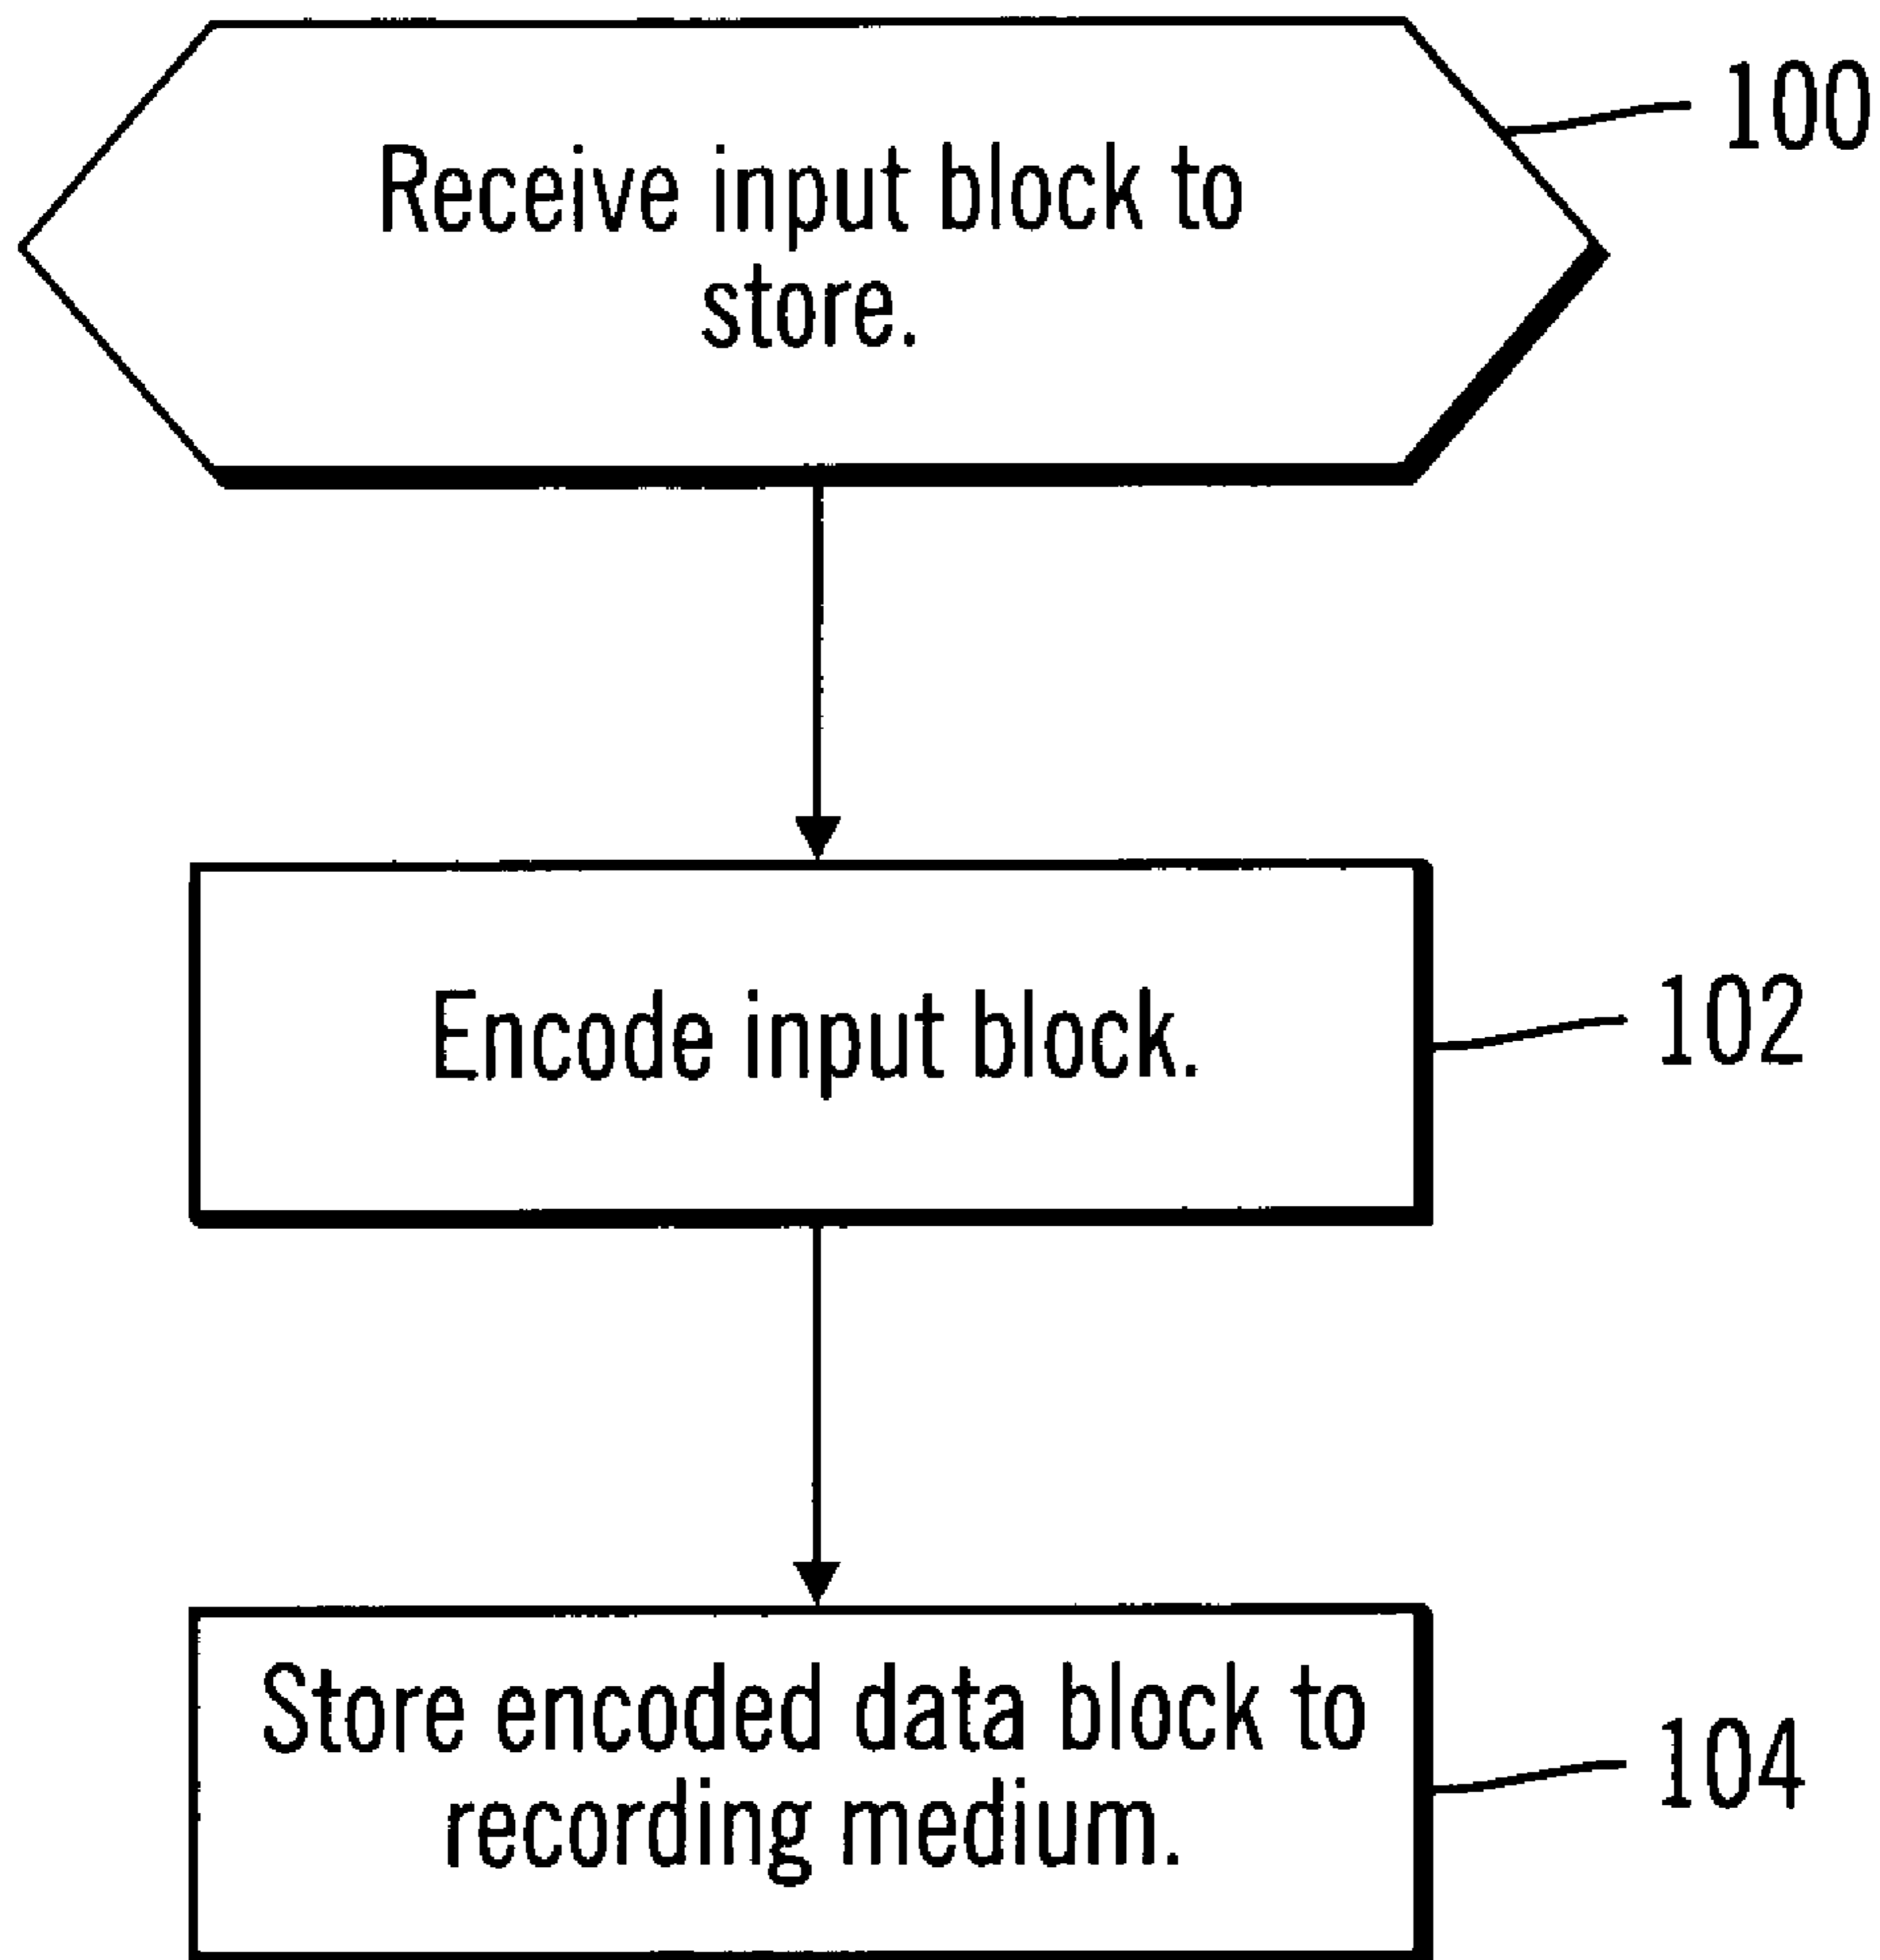 Receive input block to
store.
100
Encode input block.
102
Store encoded data block to
recording medium.
104